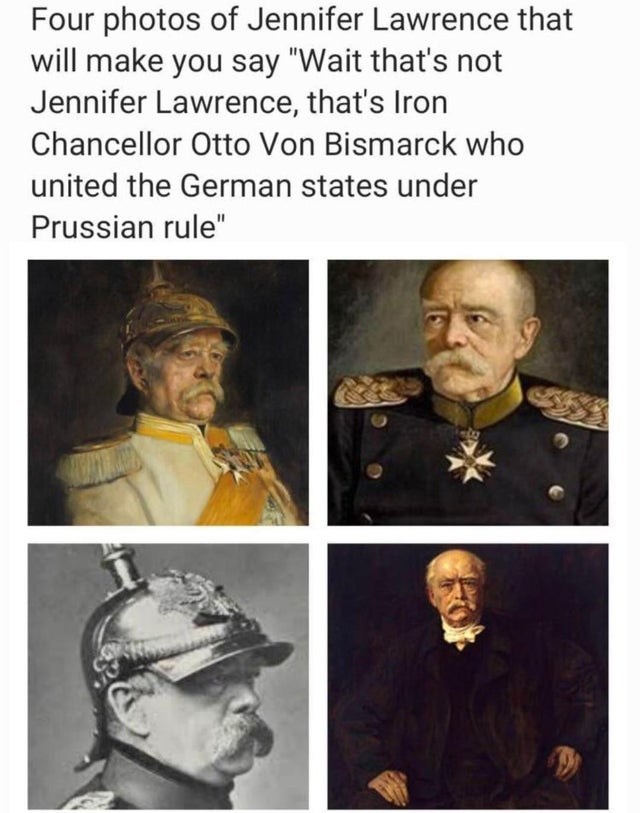 Four photos of Jennifer Lawrence that
will make you say "Wait that's not
Jennifer Lawrence, that's Iron
Chancellor Otto Von Bismarck who
united the German states under
Prussian rule"